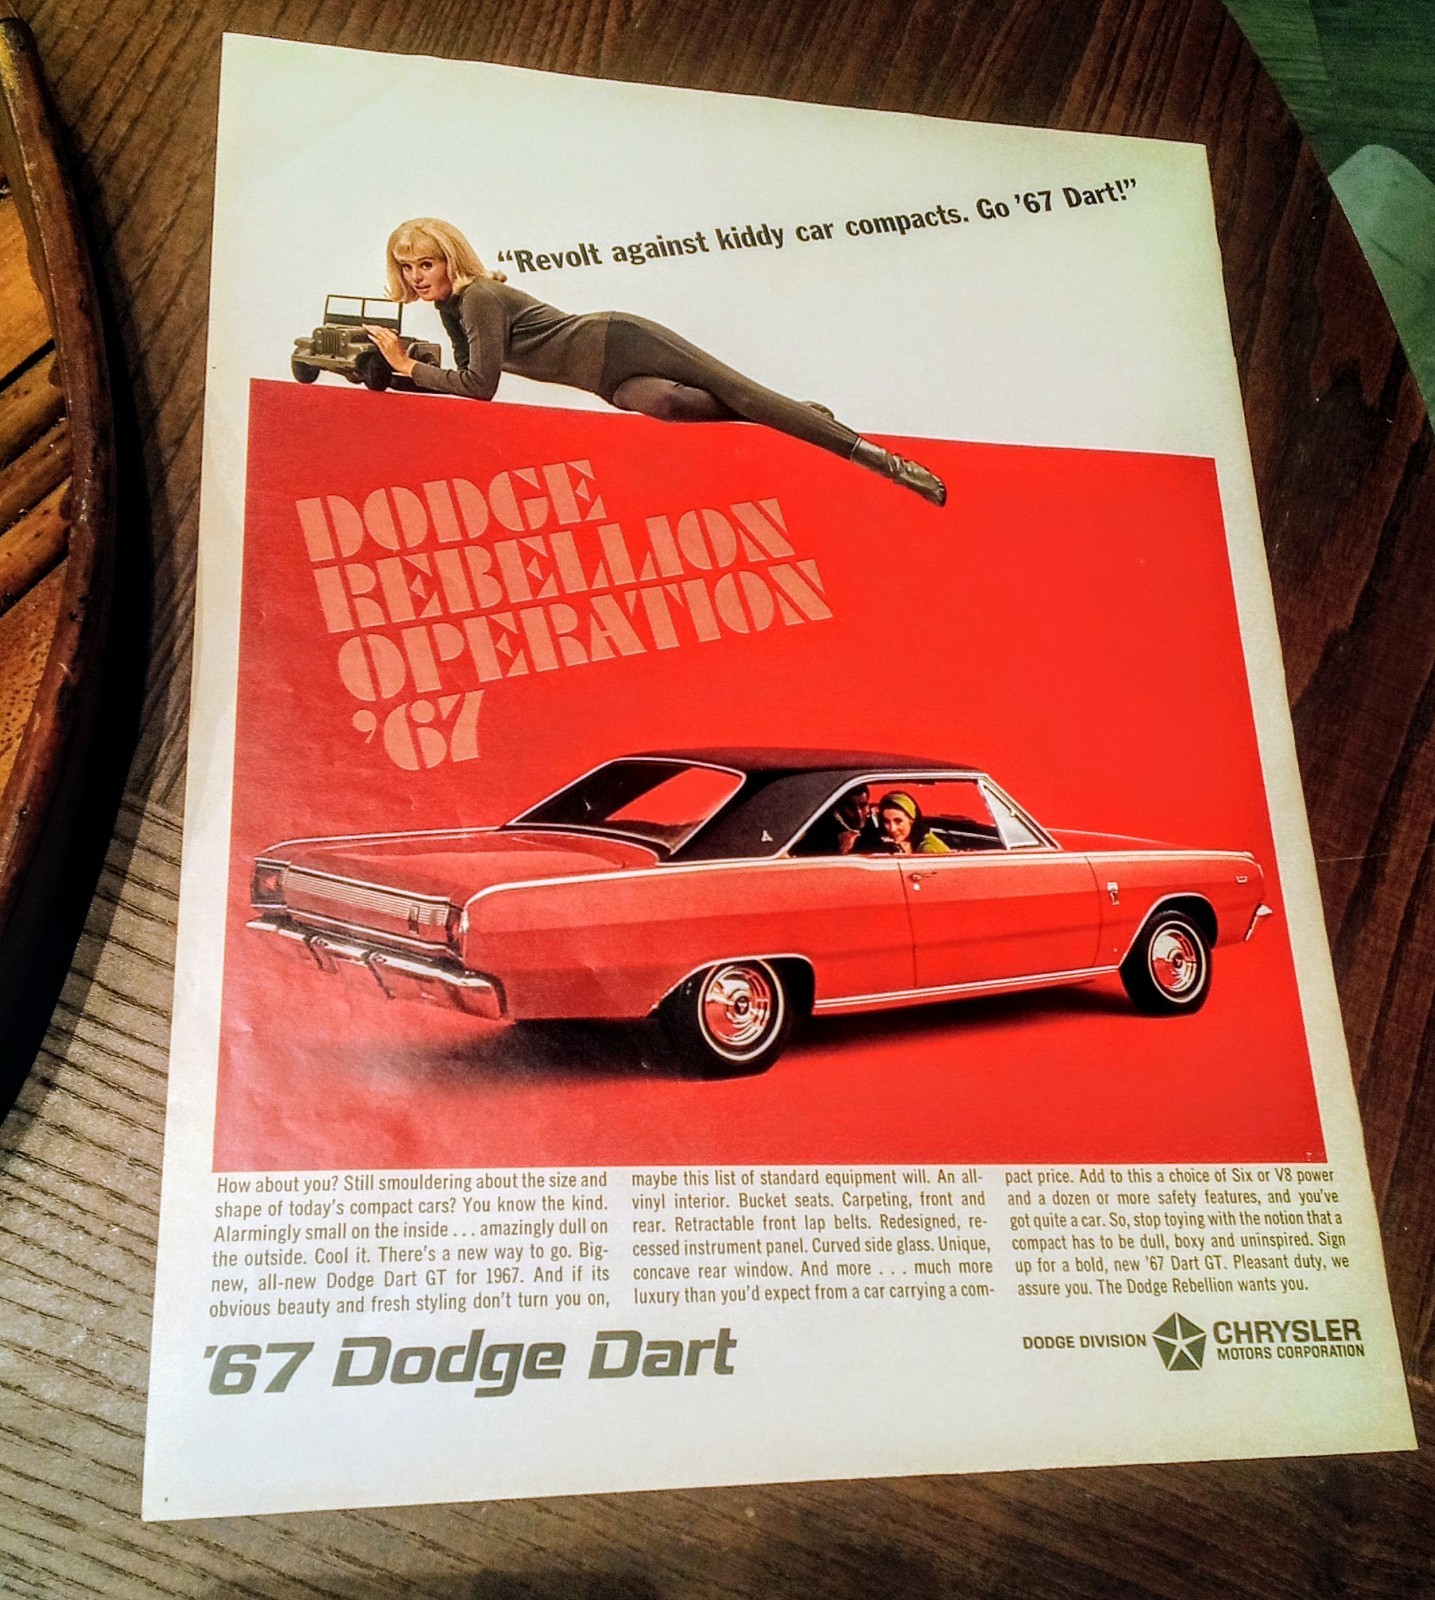 “Revolt against kiddy car compacts. Go ’67 Dart!”
DODGE
REBELLION
OPERATION
’67
How about you? Still smouldering about the size and
shape of today’s compact cars? You know the kind.
Alarmingly small on the inside . . . amazingly dull on
the outside. Cool it. There’s a new way to go. Big-
new, all-new Dodge Dart GT for 1967. And if its
obvious beauty and fresh styling don’t turn you on,
maybe this list of standard equipment will. An all-
vinyl interior. Bucket seats. Carpeting, front and
rear. Retractable front lap belts. Redesigned, re-
cessed instrument panel. Curved side glass. Unique,
concave rear window. And more . . . much more
luxury than you’d expect from a car carrying a com-
pact price. Add to this a choice of Six or V8 power
and a dozen or more safety features, and you’ve
got quite a car. So, stop toying with the notion that a
compact has to be dull, boxy and uninspired. Sign
up for a bold, new ’67 Dart GT. Pleasant duty, we
assure you. The Dodge Rebellion wants you.
’67 Dodge Dart
DODGE DIVISION
CHRYSLER
MOTORS CORPORATION